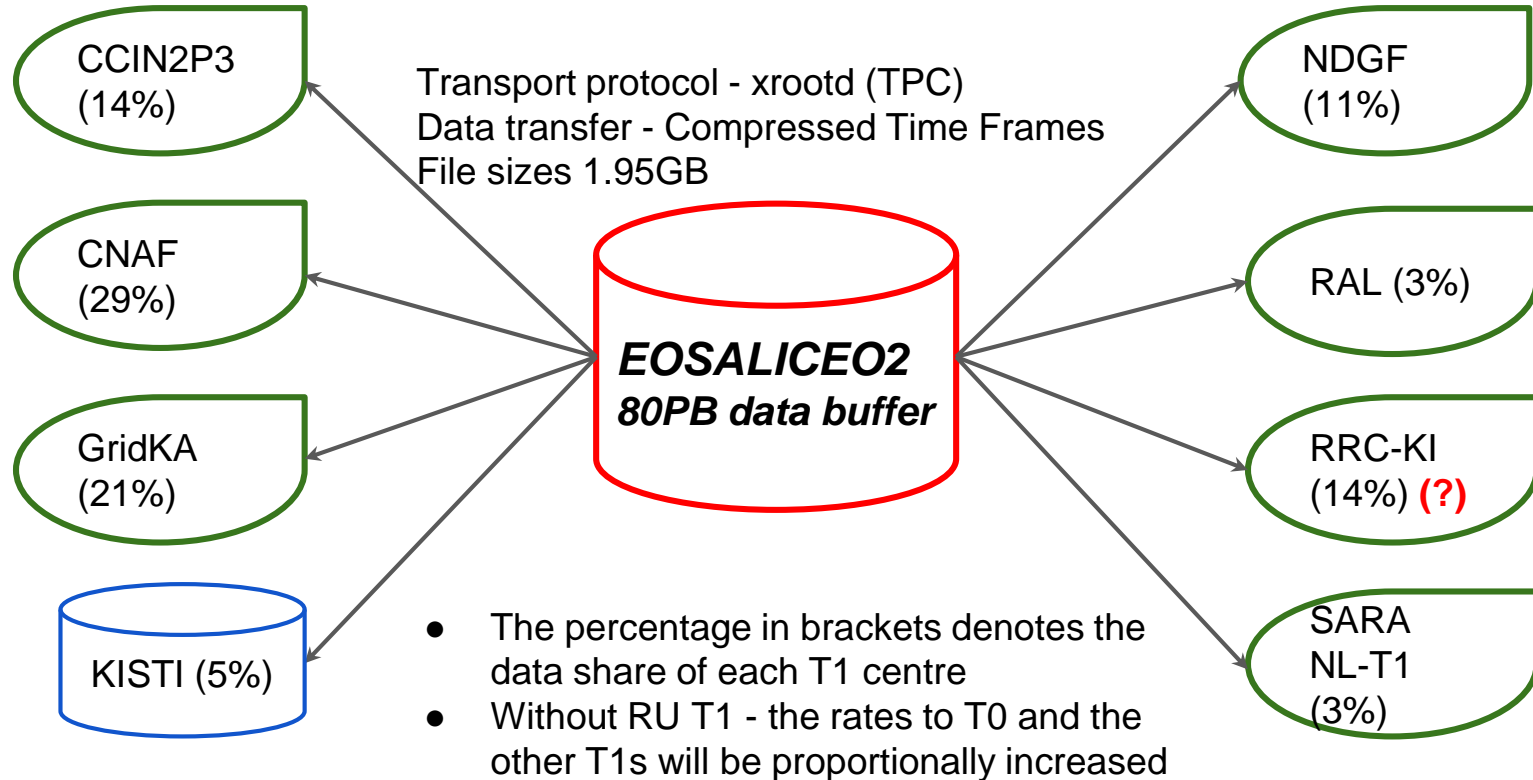 CCIN2P3
(14%)
CNAF
(29%)
GridKA
(21%)
KISTI (5%)
Transport protocol - xrootd (TPC)
Data transfer - Compressed Time Frames
File sizes 1.95GB
EOSALICEO2
80PB data buffer
● The percentage in brackets denotes the
data share of each T1 centre
● Without RU T1 - the rates to T0 and the
other T1s will be proportionally increased
NDGF
(11%)
RAL (3%)
RRC-KI
(14%) (?)
SARA
NL-T1
(3%)